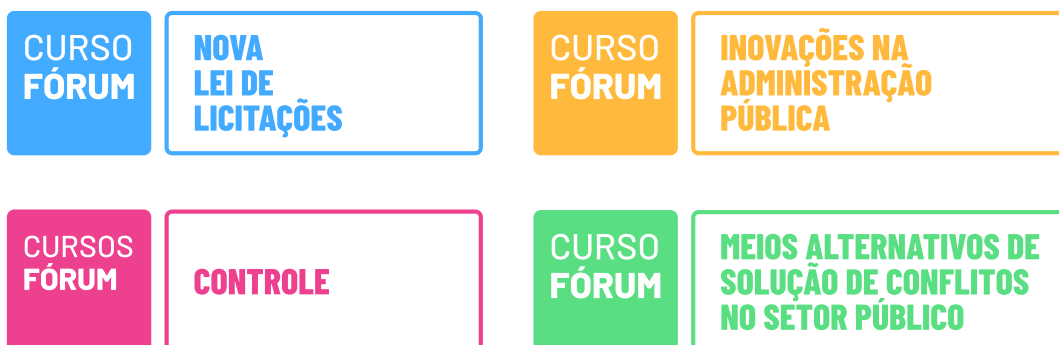 CURSO
FÓRUM
NOVA
LEI DE
LICITAÇÕES
CURSO
FÓRUM
INOVAÇÕES NA
ADMINISTRAÇÃO
PÚBLICA
CURSOS
FÓRUM
CONTROLE
CURSO
FÓRUM
MEIOS ALTERNATIVOS DE
SOLUÇÃO DE CONFLITOS
NO SETOR PÚBLICO